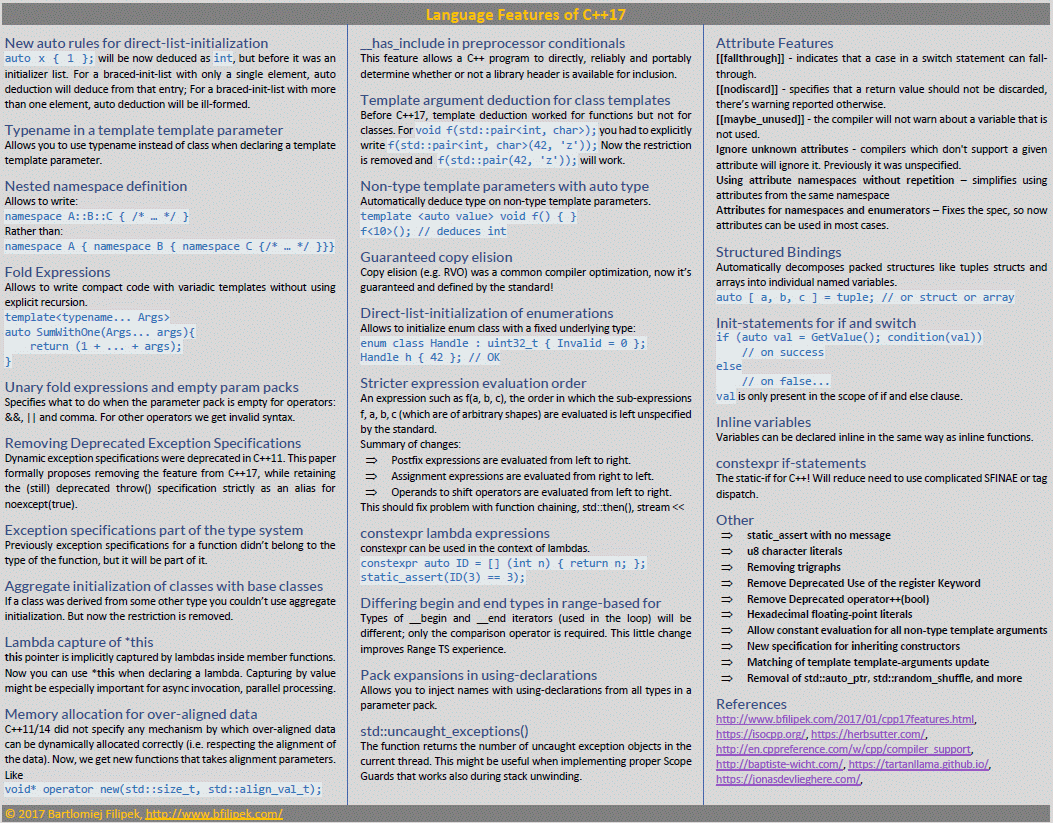 Language Features of C++17
New auto rules for direct-list-initialization
auto x { 1 }; will be now deduced as int, but before it was an
initializer list. For a braced-init-list with only a single element, auto
deduction will deduce from that entry; For a braced-init-list with more
than one element, auto deduction will be ill-formed.
Typename in a template template parameter
Allows you to use typename instead of class when declaring a template
template parameter.
Nested namespace definition
Allows to write:
namespace A::B::C { /* … */ }
Rather than:
namespace A { namespace B { namespace C {/* … */ }}}
Fold Expressions
Allows to write compact code with variadic templates without using
explicit recursion.
template<typename... Args>
auto SumWithOne(Args... args){
    return (1 + ... + args);
}
Unary fold expressions and empty param packs
Specifies what to do when the parameter pack is empty for operators:
&&, || and comma. For other operators we get invalid syntax.
Removing Deprecated Exception Specifications
Dynamic exception specifications were deprecated in C++11. This paper
formally proposes removing the feature from C++17, while retaining
the (still) deprecated throw() specification strictly as an alias for
noexcept(true).
Exception specifications part of the type system
Previously exception specifications for a function didn't belong to the
type of the function, but it will be part of it.
Aggregate initialization of classes with base classes
If a class was derived from some other type you couldn't use aggregate
initialization. But now the restriction is removed.
Lambda capture of *this
this pointer is implicitly captured by lambdas inside member functions.
Now you can use *this when declaring a lambda. Capturing by value
might be especially important for async invocation, parallel processing.
Memory allocation for over-aligned data
C++11/14 did not specify any mechanism by which over-aligned data
can be dynamically allocated correctly (i.e. respecting the alignment of
the data). Now, we get new functions that takes alignment parameters.
Like
void* operator new(std::size_t, std::align_val_t);
__has_include in preprocessor conditionals
This feature allows a C++ program to directly, reliably and portably
determine whether or not a library header is available for inclusion.
Template argument deduction for class templates
Before C++17, template deduction worked for functions but not for
classes. For void f(std::pair<int, char>); you had to explicitly
write f(std::pair<int, char>(42, 'z')); Now the restriction
is removed and f(std::pair(42, 'z')); will work.
Non-type template parameters with auto type
Automatically deduce type on non-type template parameters.
template <auto value> void f() { }
f<10>(); // deduces int
Guaranteed copy elision
Copy elision (e.g. RVO) was a common compiler optimization, now it's
guaranteed and defined by the standard!
Direct-list-initialization of enumerations
Allows to initialize enum class with a fixed underlying type:
enum class Handle : uint32_t { Invalid = 0 };
Handle h { 42 }; // OK
Stricter expression evaluation order
An expression such as f(a, b, c), the order in which the sub-expressions
f, a, b, c (which are of arbitrary shapes) are evaluated is left unspecified
by the standard.
Summary of changes:
⇒ Postfix expressions are evaluated from left to right.
⇒ Assignment expressions are evaluated from right to left.
⇒ Operands to shift operators are evaluated from left to right.
This should fix problem with function chaining, std::then(), stream <<
constexpr lambda expressions
constexpr can be used in the context of lambdas.
constexpr auto ID = [] (int n) { return n; };
static_assert(ID(3) == 3);
Differing begin and end types in range-based for
Types of __begin and __end iterators (used in the loop) will be
different; only the comparison operator is required. This little change
improves Range TS experience.
Pack expansions in using-declarations
Allows you to inject names with using-declarations from all types in a
parameter pack.
std::uncaught_exceptions()
The function returns the number of uncaught exception objects in the
current thread. This might be useful when implementing proper Scope
Guards that works also during stack unwinding.
Attribute Features
[[fallthrough]] - indicates that a case in a switch statement can fall-
through.
[[nodiscard]] - specifies that a return value should not be discarded,
there's warning reported otherwise.
[[maybe_unused]] - the compiler will not warn about a variable that is
not used.
Ignore unknown attributes - compilers which don't support a given
attribute will ignore it. Previously it was unspecified.
Using attribute namespaces without repetition – simplifies using
attributes from the same namespace
Attributes for namespaces and enumerators – Fixes the spec, so now
attributes can be used in most cases.
Structured Bindings
Automatically decomposes packed structures like tuples structs and
arrays into individual named variables.
auto [ a, b, c ] = tuple; // or struct or array
Init-statements for if and switch
if (auto val = GetValue(); condition(val))
    // on success
else
    // on false...
val is only present in the scope of if and else clause.
Inline variables
Variables can be declared inline in the same way as inline functions.
constexpr if-statements
The static-if for C++! Will reduce need to use complicated SFINAE or tag
dispatch.
Other
⇒ static_assert with no message
⇒ u8 character literals
⇒ Removing trigraphs
⇒ Remove Deprecated Use of the register Keyword
⇒ Remove Deprecated operator++(bool)
⇒ Hexadecimal floating-point literals
⇒ Allow constant evaluation for all non-type template arguments
⇒ New specification for inheriting constructors
⇒ Matching of template template-arguments update
⇒ Removal of std::auto_ptr, std::random_shuffle, and more
References
http://www.bfilipek.com/2017/01/cpp17features.html,
https://isocpp.org/, https://herbsutter.com/,
http://en.cppreference.com/w/cpp/compiler_support,
http://baptiste-wicht.com/, https://tartanllama.github.io/,
https://jonasdevlieghere.com/,
© 2017 Bartlomiej Filipek, http://www.bfilipek.com/